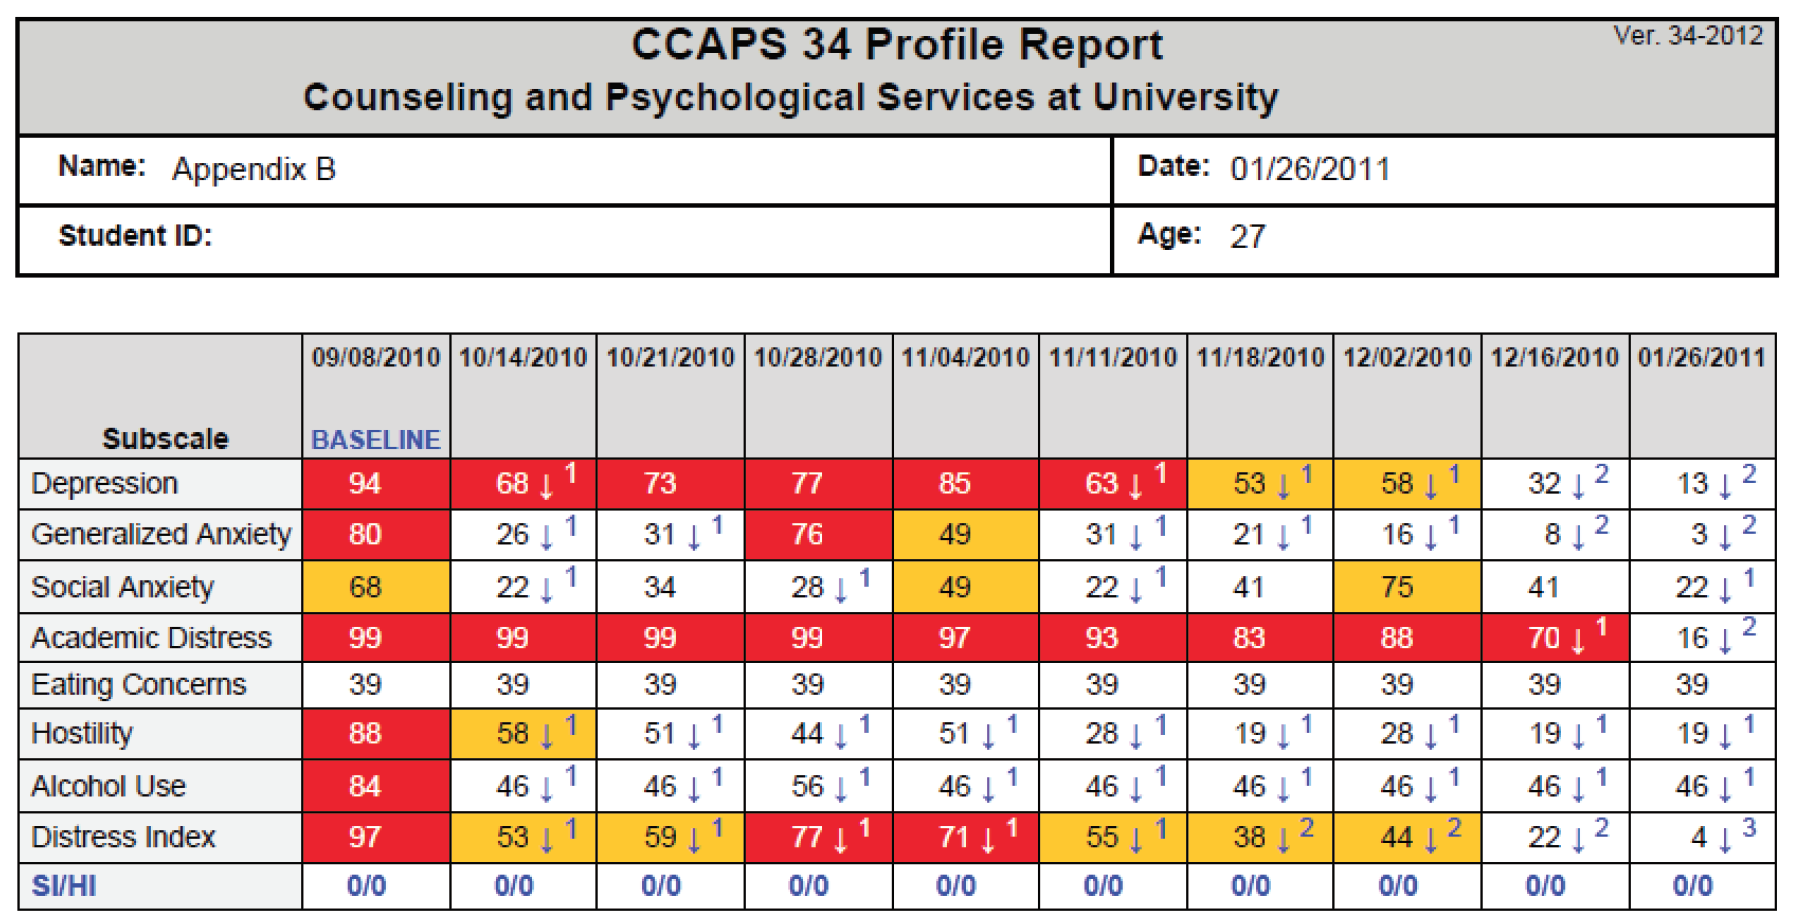 CCAPS 34 Profile Report
Ver. 34-2012
Counseling and Psychological Services at University
Name: Appendix B Date: 01/26/2011
Student ID: Age: 27
09/08/2010 10/14/2010 10/21/2010 10/28/2010 11/04/2010 11/11/2010 11/18/2010 12/02/2010 12/16/2010 01/26/2011
Subscale BASELINE
Depression 94 68 ↓ 1 73 77 85 63 ↓ 1 53 ↓ 1 58 ↓ 1 32 ↓ 2 13 ↓ 2
Generalized Anxiety 80 26 ↓ 1 31 ↓ 1 76 49 31 ↓ 1 21 ↓ 1 16 ↓ 1 8 ↓ 2 3 ↓ 2
Social Anxiety 68 22 ↓ 1 34 28 ↓ 1 49 22 ↓ 1 41 75 41 22 ↓ 1
Academic Distress 99 99 99 99 97 93 83 88 70 ↓ 1 16 ↓ 2
Eating Concerns 39 39 39 39 39 39 39 39 39 39
Hostility 88 58 ↓ 1 51 ↓ 1 44 ↓ 1 51 ↓ 1 28 ↓ 1 19 ↓ 1 28 ↓ 1 19 ↓ 1 19 ↓ 1
Alcohol Use 84 46 ↓ 1 46 ↓ 1 56 ↓ 1 46 ↓ 1 46 ↓ 1 46 ↓ 1 46 ↓ 1 46 ↓ 1 46 ↓ 1
Distress Index 97 53 ↓ 1 59 ↓ 1 77 ↓ 1 71 ↓ 1 55 ↓ 1 38 ↓ 2 44 ↓ 2 22 ↓ 2 4 ↓ 3
SI/HI 0/0 0/0 0/0 0/0 0/0 0/0 0/0 0/0 0/0 0/0